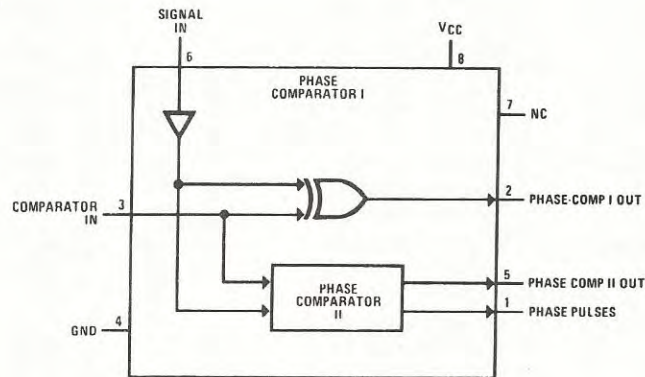 SIGNAL
IN
6
VCC
8
PHASE
COMPARATOR I
7
NC
COMPARATOR
IN
3
2
PHASE-COMP I OUT
PHASE
COMPARATOR
II
5
PHASE COMP II OUT
1
PHASE PULSES
GND
4